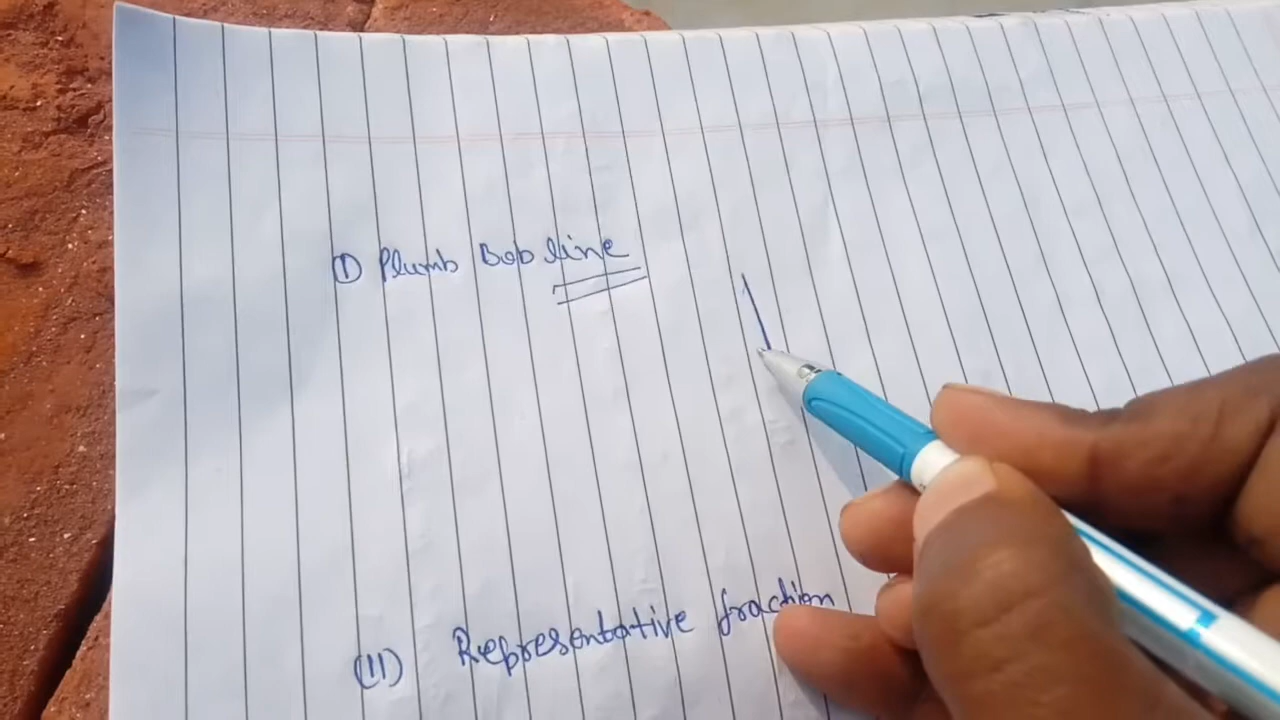 (I) Plumb Bob line
(II) Representative fraction